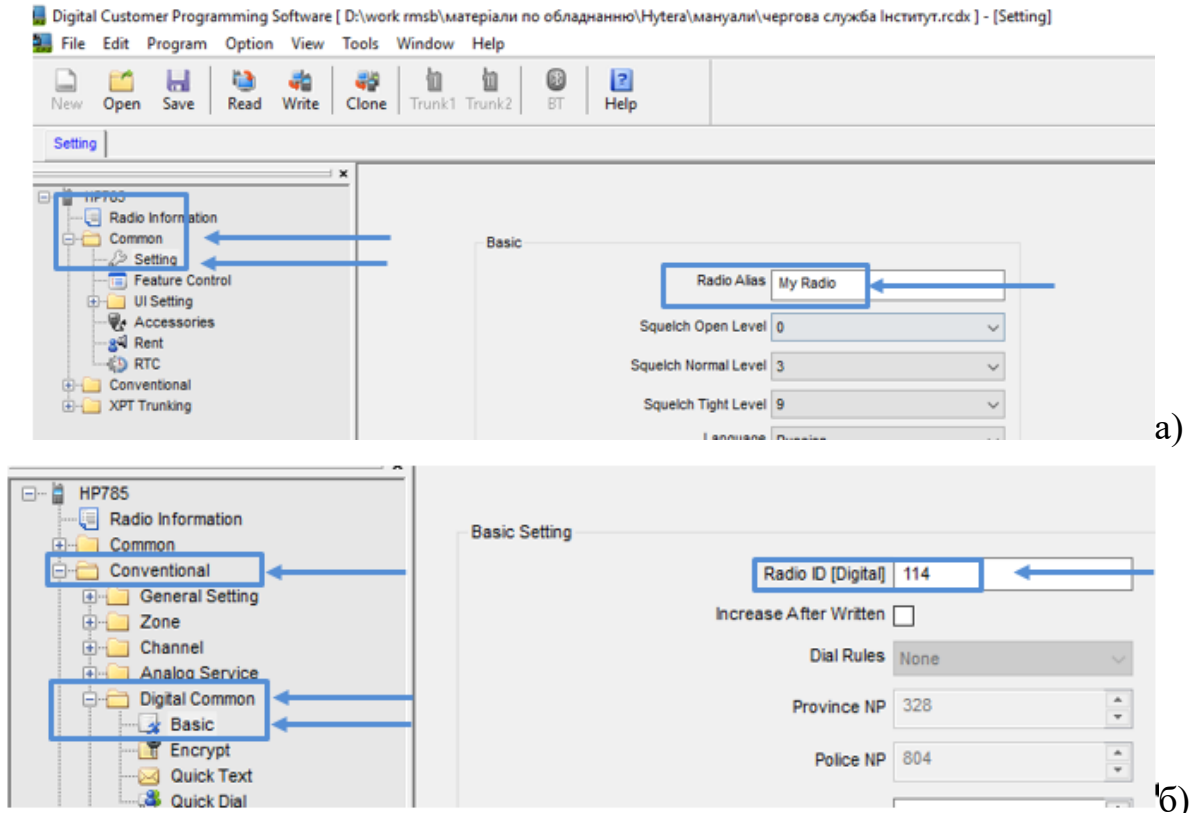 Digital Customer Programming Software [ D:\work rmsb\матеріали по обладнанню\Hytera\мануали\чергова служба Інститут.rcdx ] - [Setting]
File Edit Program Option View Tools Window Help
New Open Save Read Write Clone Trunk1 Trunk2 BT Help
Setting
HP785
Radio Information
Common
Setting
Feature Control
UI Setting
Accessories
Rent
RTC
Conventional
XPT Trunking
Basic
Radio Alias My Radio
Squelch Open Level 0
Squelch Normal Level 3
Squelch Tight Level 9
Language Russian
а)
HP785
Radio Information
Common
Conventional
General Setting
Zone
Channel
Analog Service
Digital Common
Basic
Encrypt
Quick Text
Quick Dial
Basic Setting
Radio ID [Digital] 114
Increase After Written
Dial Rules None
Province NP 328
Police NP 804
б)